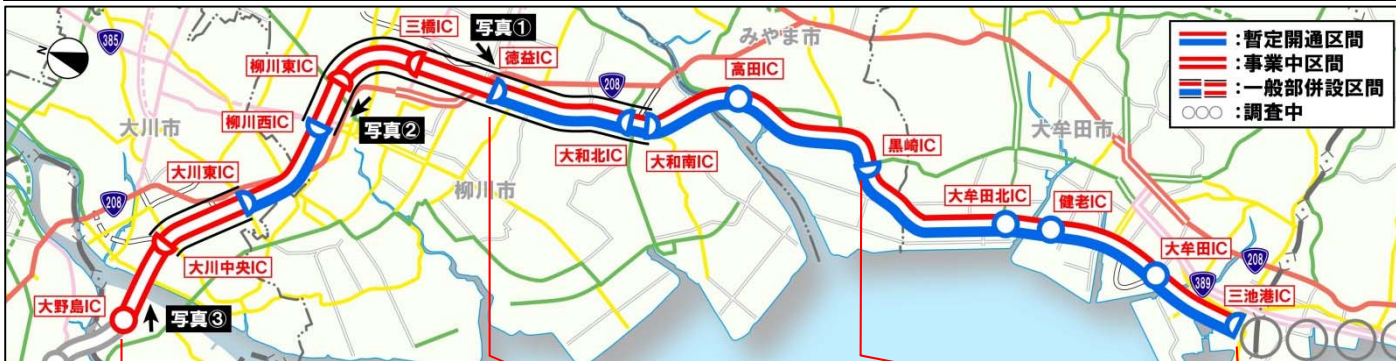 385
三橋IC
写真①
徳益IC
みやま市
高田IC
:暫定開通区間
:事業中区間
:一般部併設区間
:調査中
N
柳川東IC
208
大川市
柳川西IC
写真②
大牟田市
黒崎IC
大川東IC
大和北IC
大和南IC
柳川市
大牟田北IC
健老IC
208
大牟田IC
208
大川中央IC
389
大野島IC
写真③
三池港IC